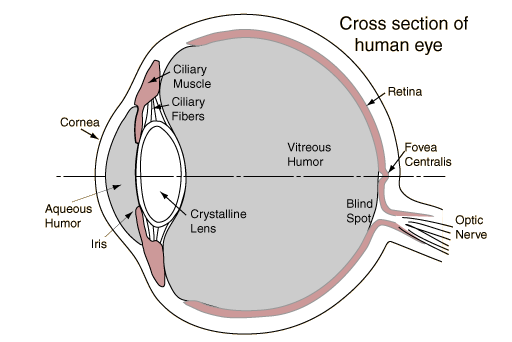 Cross section of
human eye
Ciliary
Muscle
Ciliary
Fibers
Retina
Cornea
Vitreous
Humor
Fovea
Centralis
Aqueous
Humor
Iris
Crystalline
Lens
Blind
Spot
Optic
Nerve